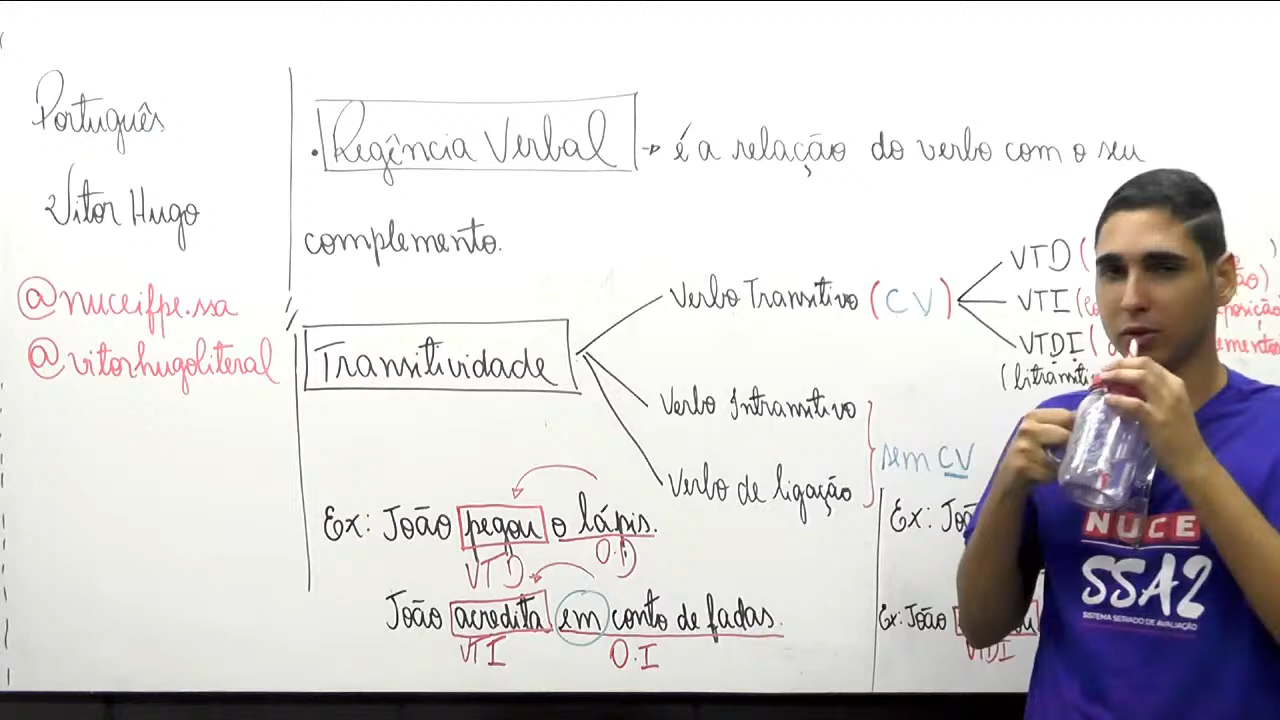 Português
Vitor Hugo
@nuceifpe.ssa
@vitorhugoliteral
. Regência Verbal → é a relação do verbo com o seu
complemento.
Transitividade
Verbo Transitivo (CV)
VTD (
VTI (
VTDI (
Verbo Intransitivo
Verbo de ligação
sem CV
Ex: João pegou o lápis.
VTD O.D
João acredita em conto de fadas.
VTI O.I
Ex:
Ex: João
VTDI
NUCE
SSA2
SISTEMA SERIADO DE AVALIAÇÃO